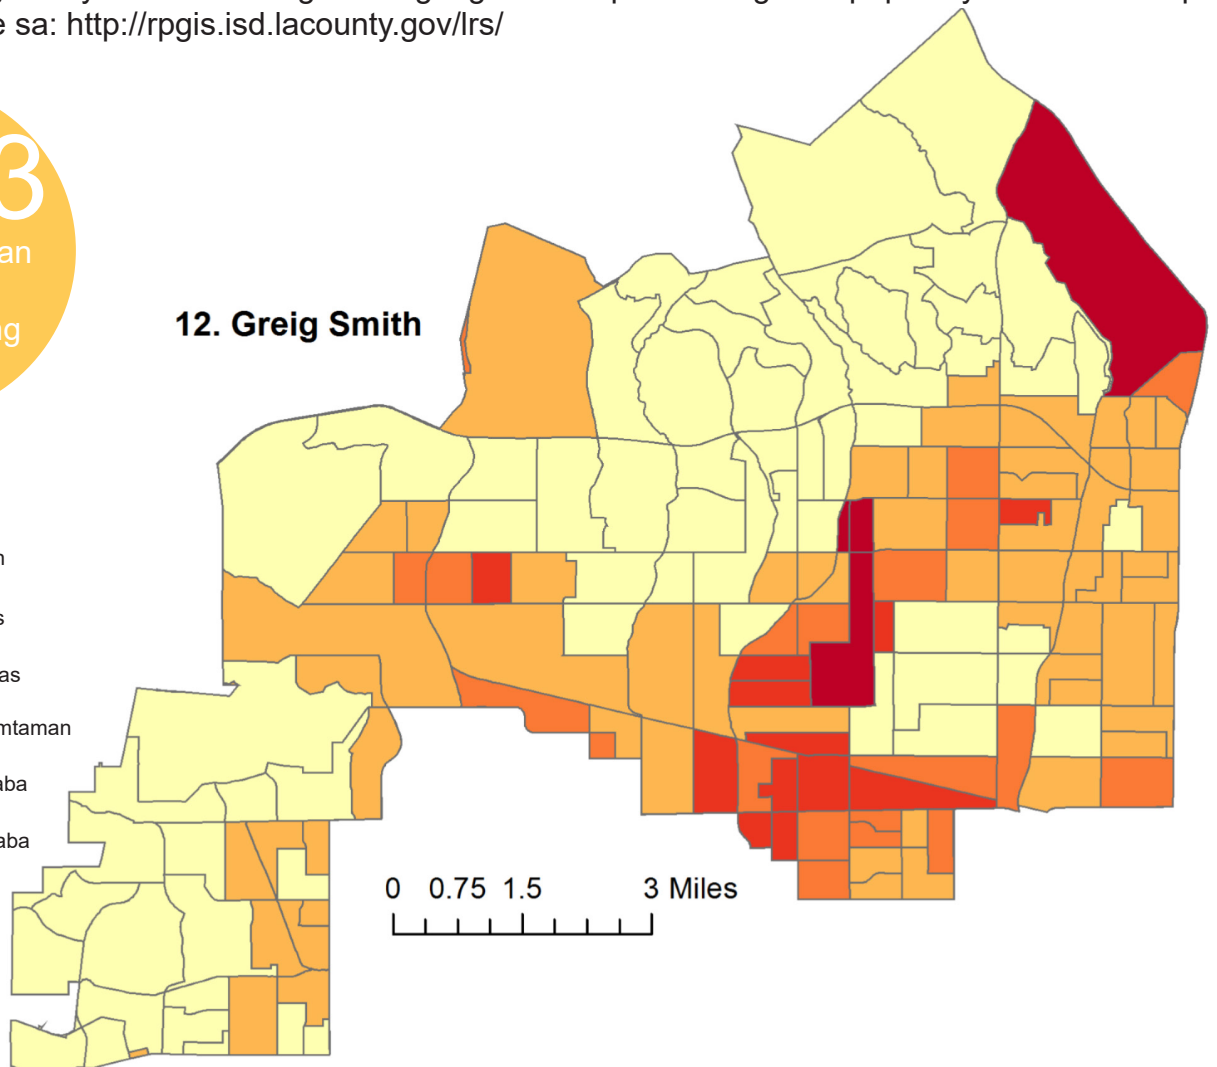 e sa: http://rpgis.isd.lacounty.gov/lrs/
3
an
ng
12. Greig Smith
n
s
as
mtaman
aba
aba
0 0.75 1.5 3 Miles